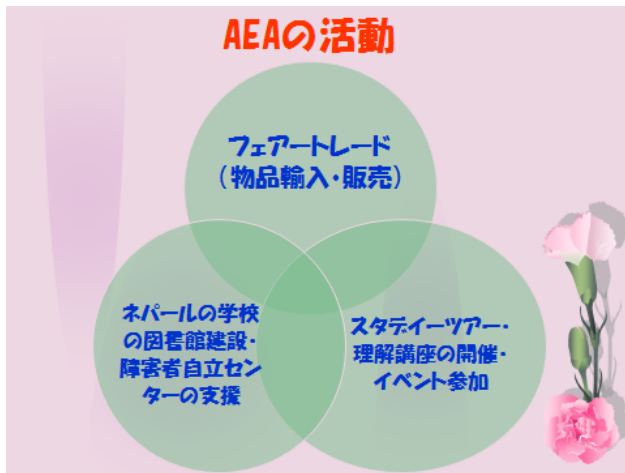 AEAの活動
フェアートレード
(物品輸入・販売)
ネパールの学校
の図書館建設・
障害者自立セン
ターの支援
スタディーツアー・
理解講座の開催・
イベント参加